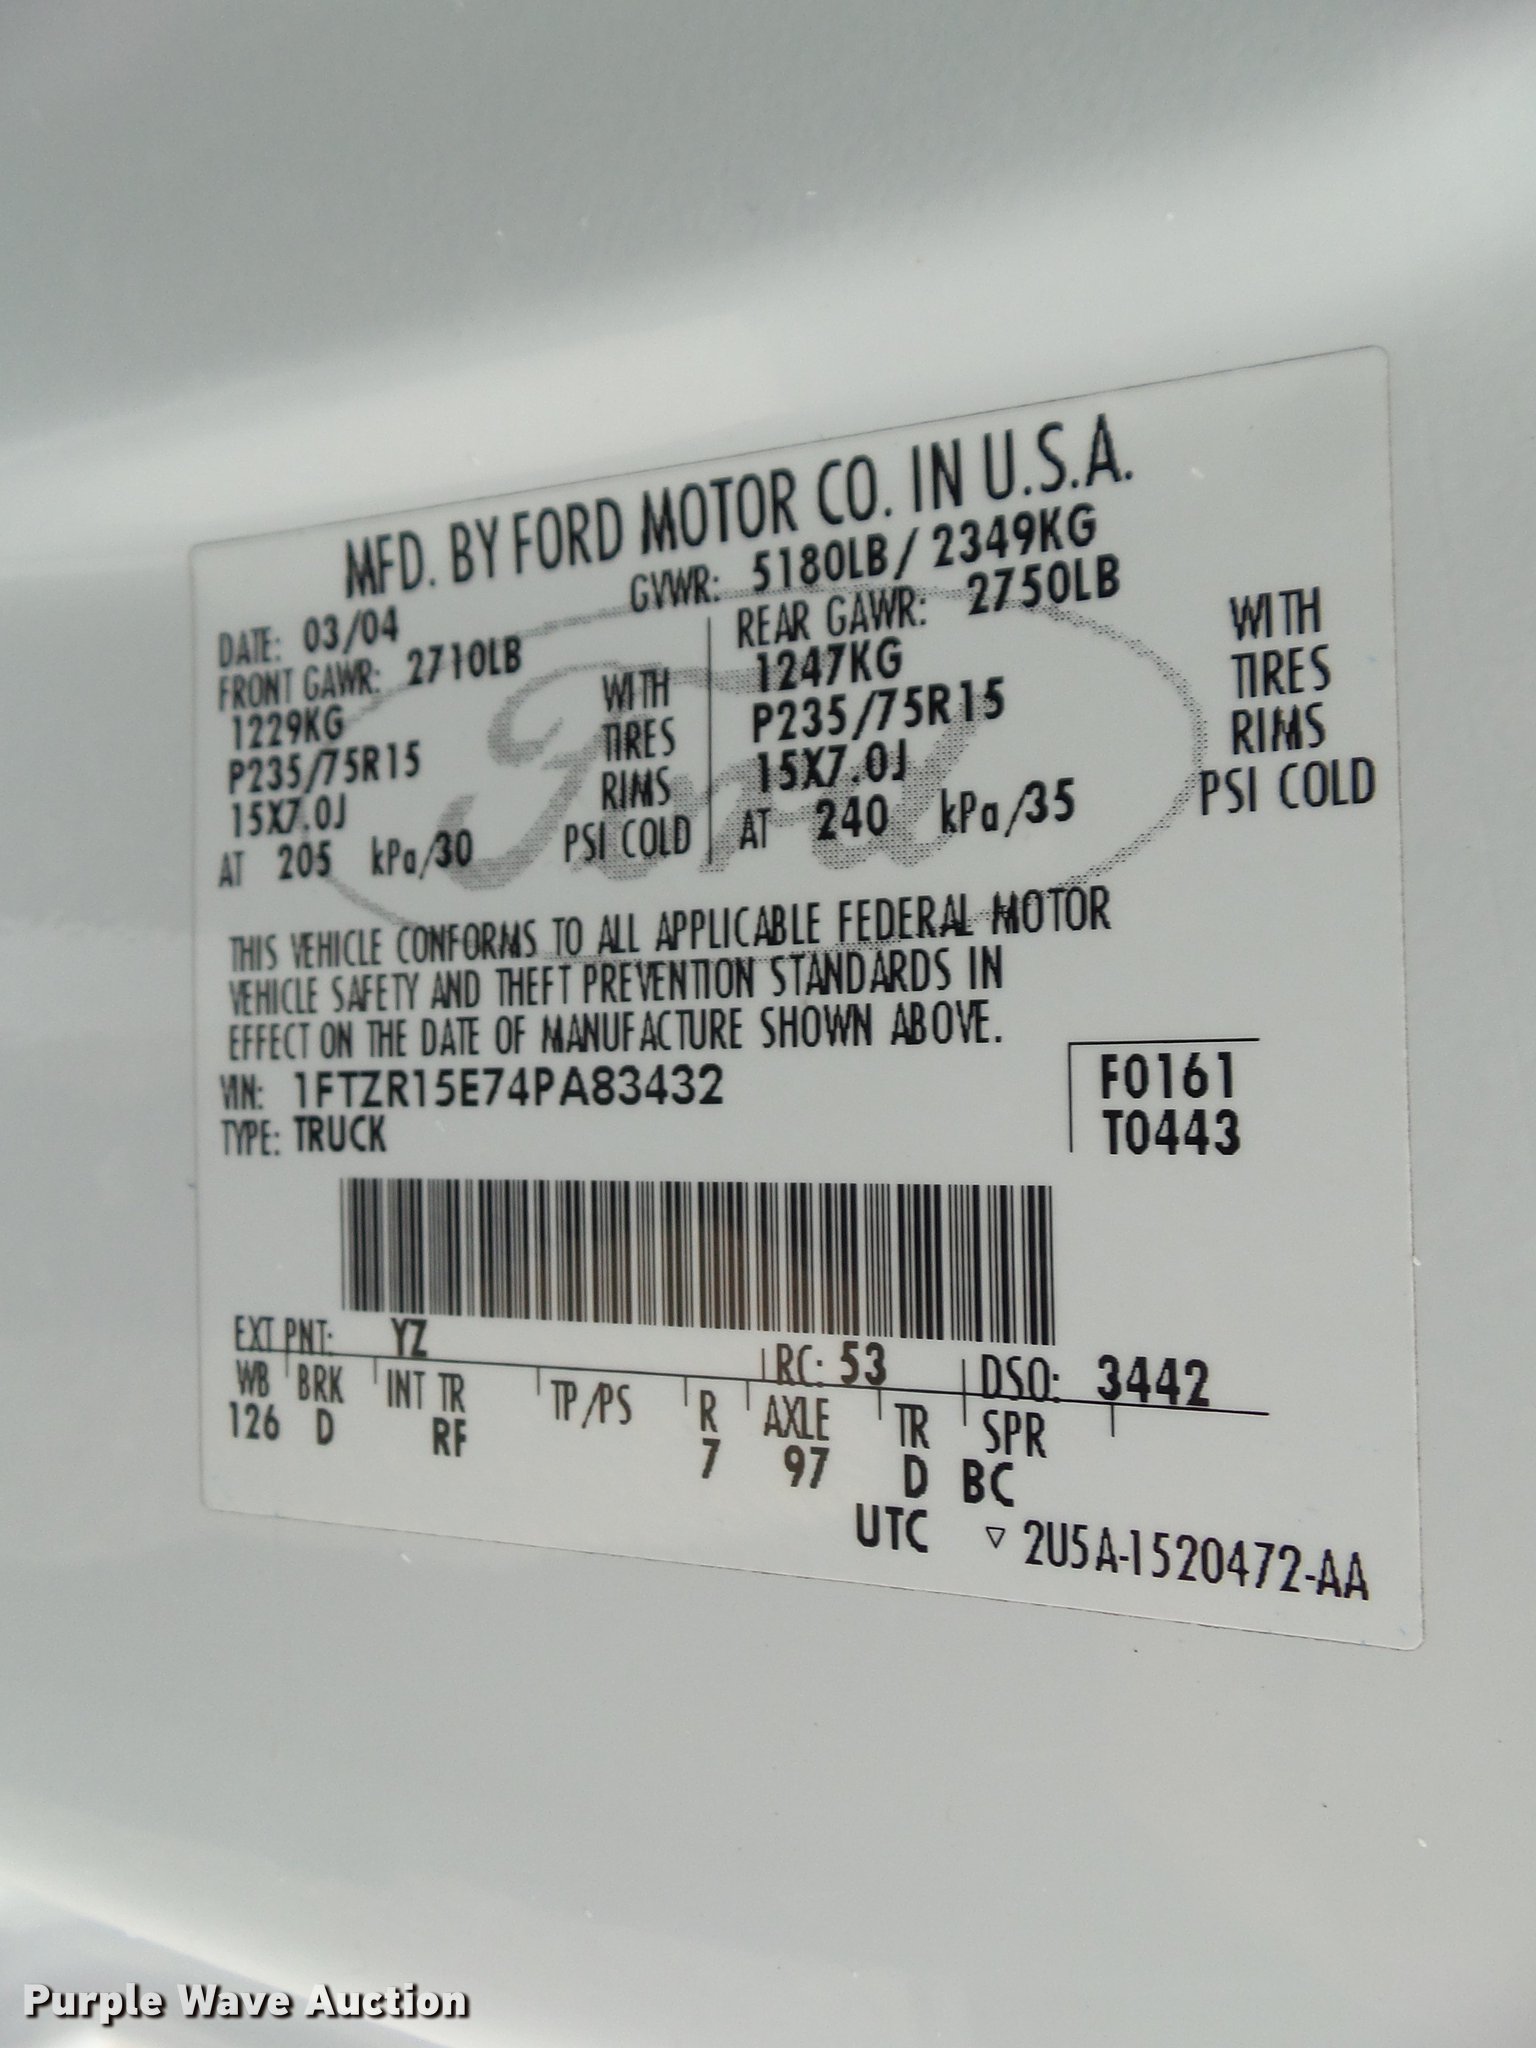 MFD. BY FORD MOTOR CO. IN U.S.A.
DATE: 03/04 GVWR: 5180LB / 2349KG
FRONT GAWR: 2710LB REAR GAWR: 2750LB
1229KG WITH 1247KG WITH
P235/75R15 TIRES P235/75R15 TIRES
15X7.0J RIMS 15X7.0J RIMS
AT 205 kPa/30 PSI COLD AT 240 kPa/35 PSI COLD
Ford
THIS VEHICLE CONFORMS TO ALL APPLICABLE FEDERAL MOTOR
VEHICLE SAFETY AND THEFT PREVENTION STANDARDS IN
EFFECT ON THE DATE OF MANUFACTURE SHOWN ABOVE.
VIN: 1FTZR15E74PA83432 F0161
TYPE: TRUCK T0443
EXT PNT: YZ RC: 53 DSO: 3442
WB BRK INT TR TP/PS R AXLE TR SPR
126 D RF 7 97 D BC
UTC ▽ 2U5A-1520472-AA
Purple Wave Auction